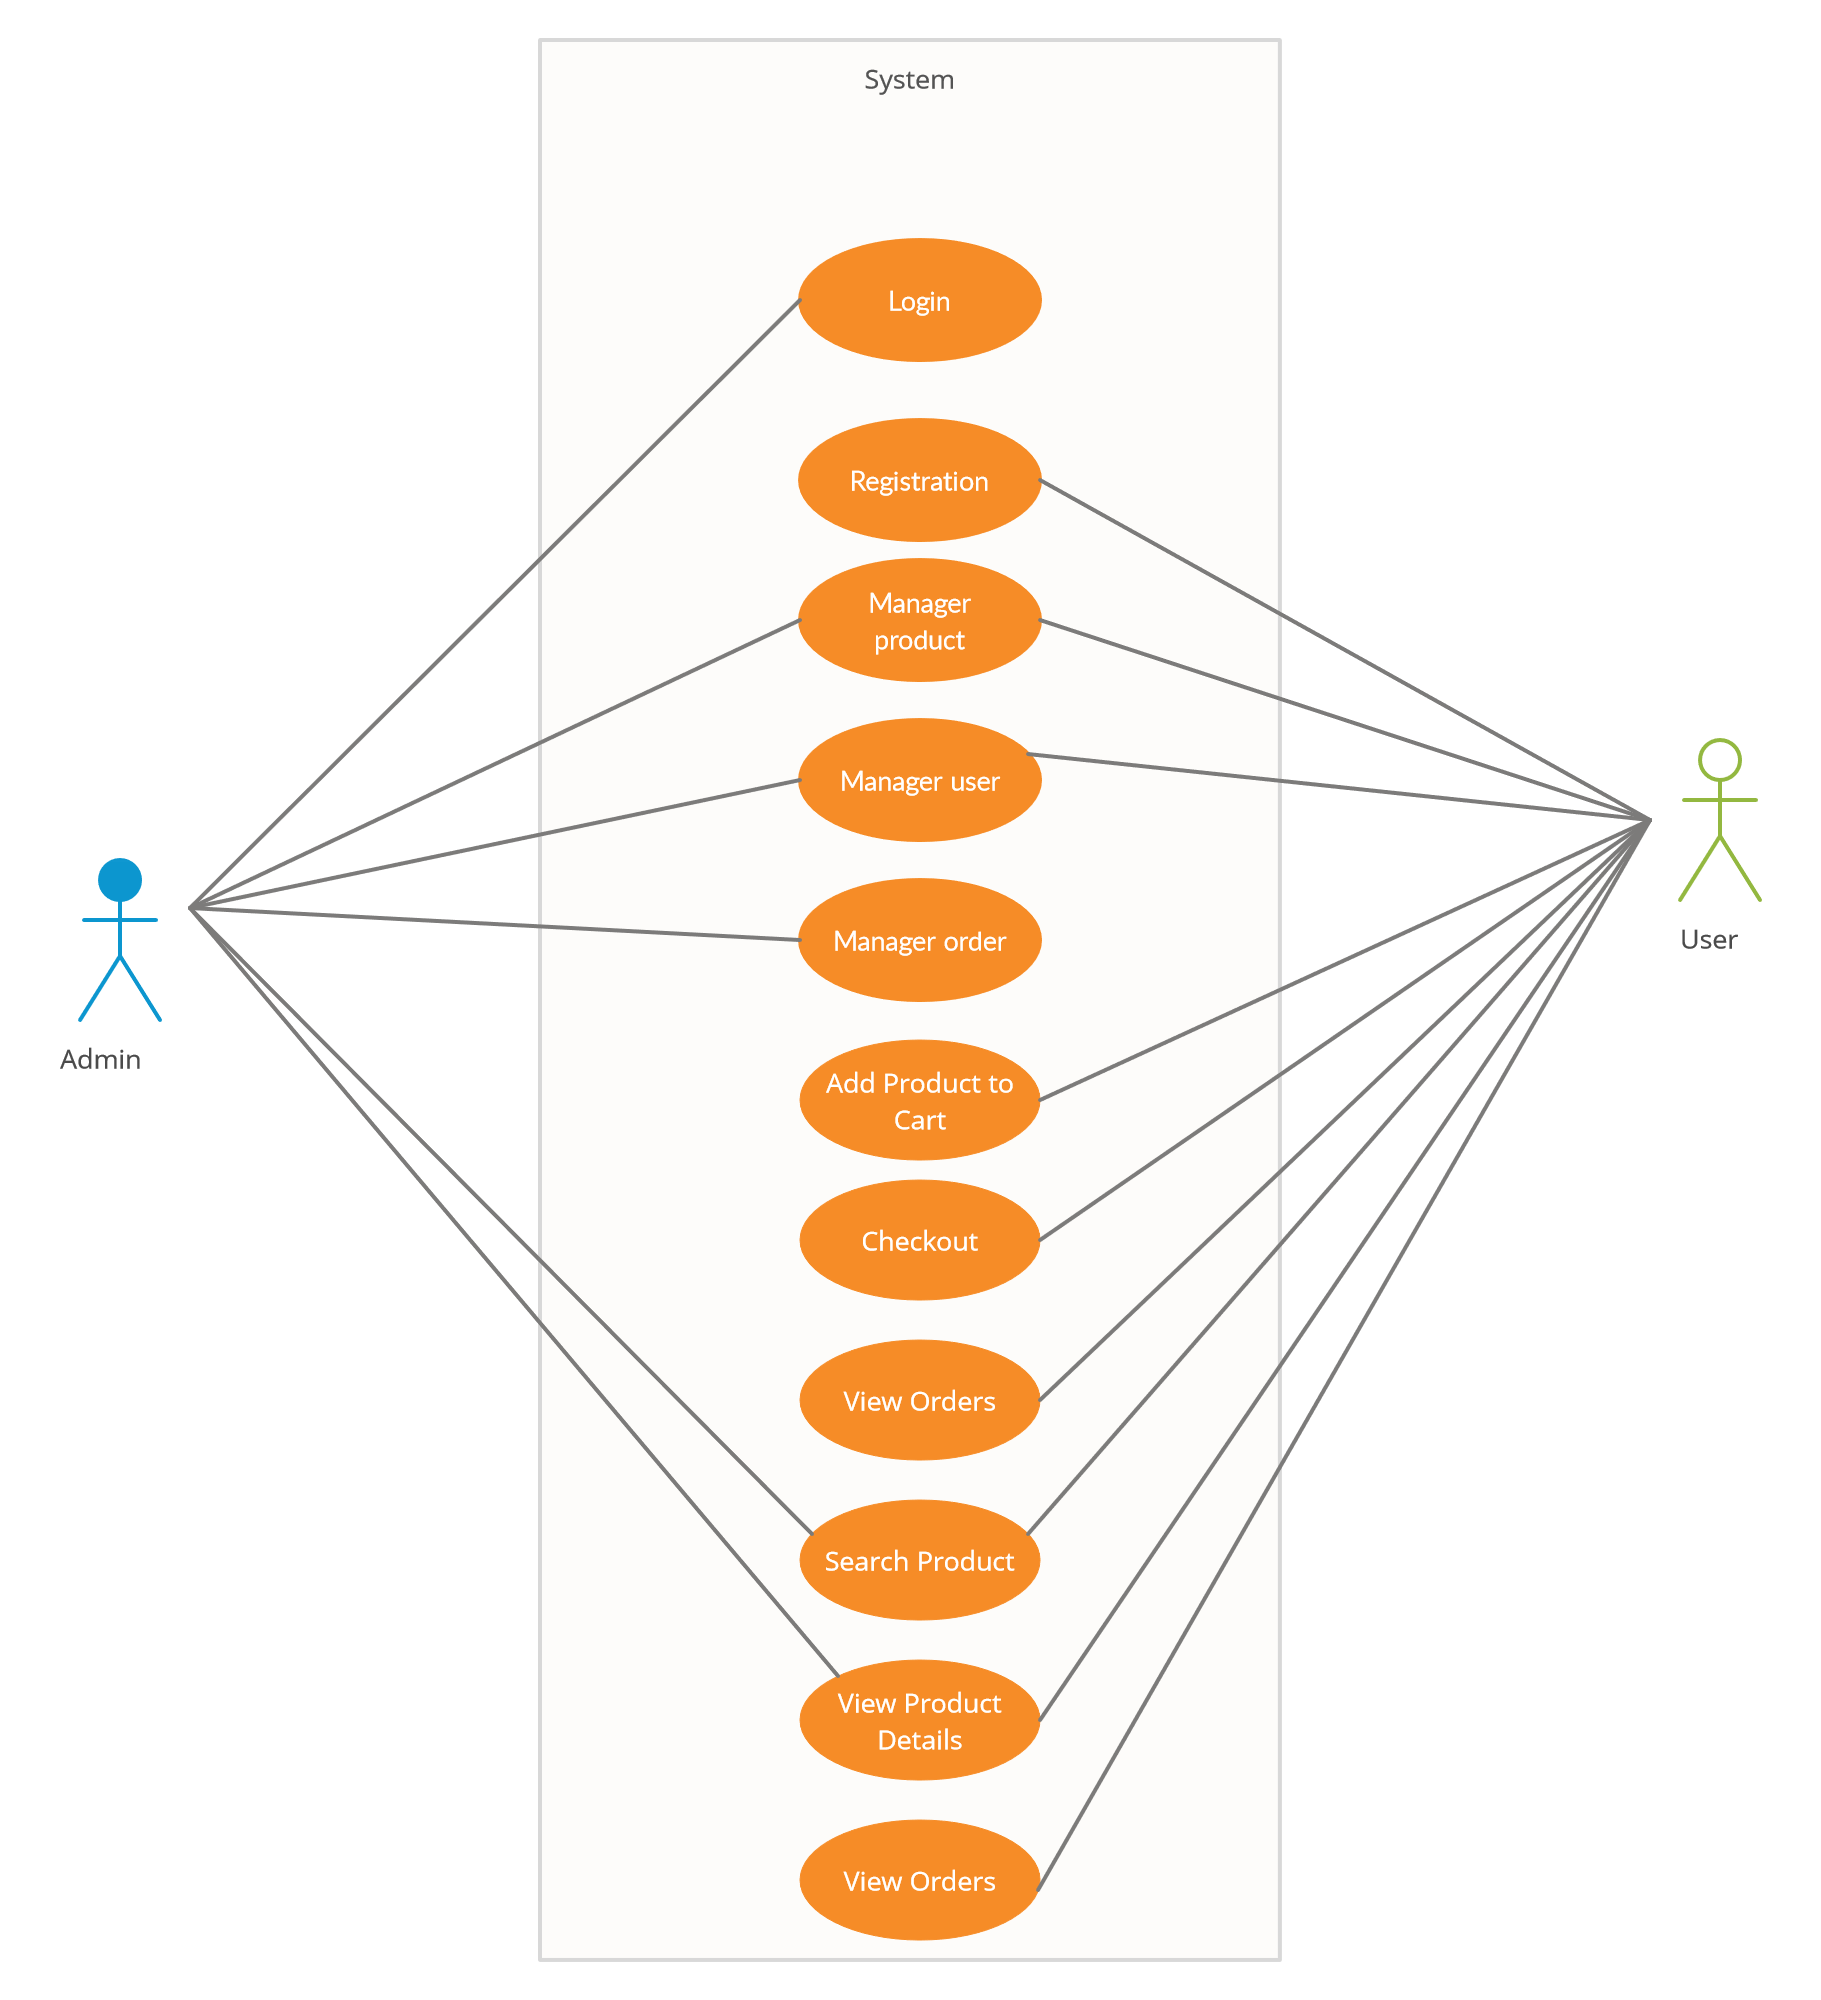 System
Login
Registration
Manager
product
Manager user
User
Manager order
Admin
Add Product to
Cart
Checkout
View Orders
Search Product
View Product
Details
View Orders